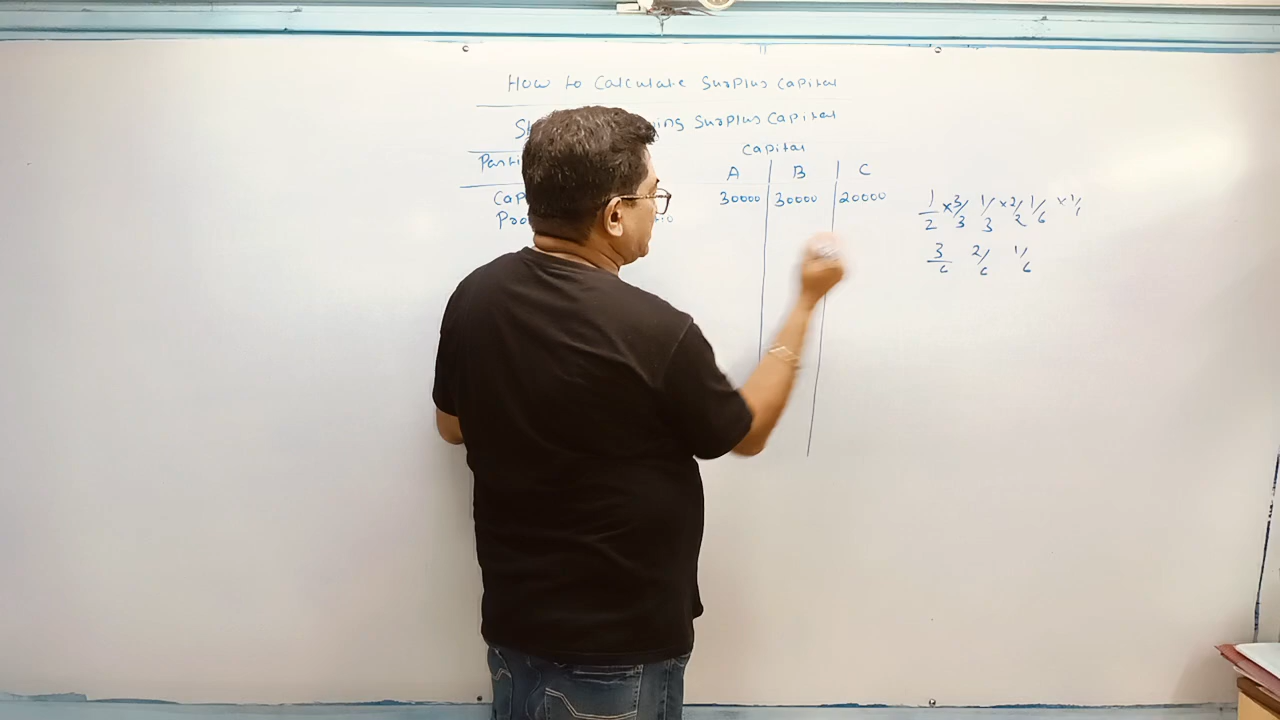 How to Calculate Surplus Capital
Surplus Capital
Capital
A B C
30000 30000 20000
1/2 ×3/3 1/3 ×2/2 1/6 ×1/1
3/6 2/6 1/6